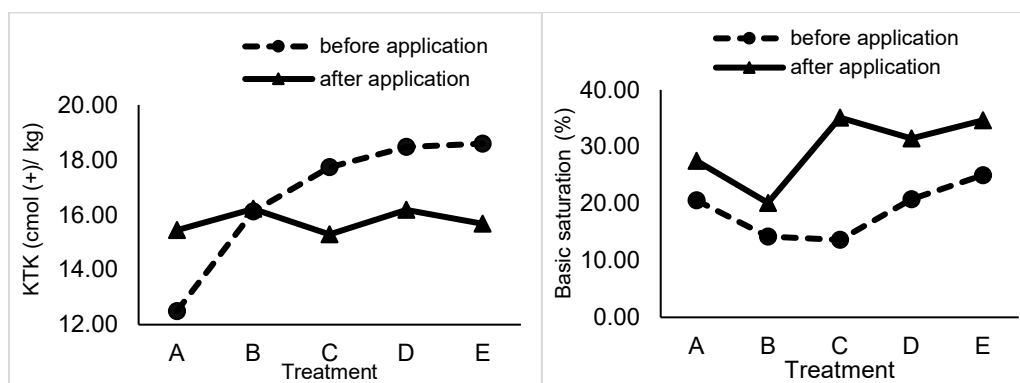 before application
after application
KTK (cmol (+)/ kg)
20.00
18.00
16.00
14.00
12.00
A B C D E
Treatment
before application
after application
Basic saturation (%)
40.00
30.00
20.00
10.00
0.00
A B C D E
Treatment